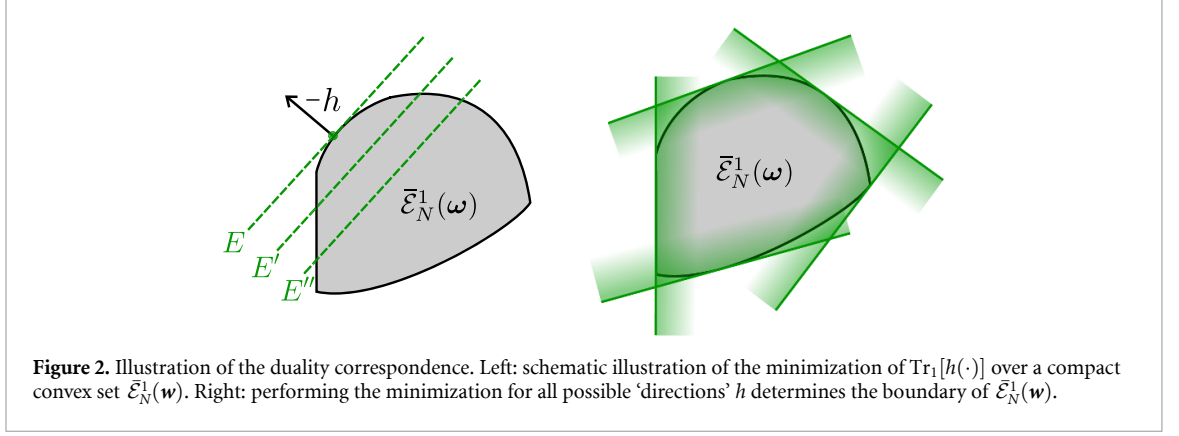 −h
ℰ̄¹_N(ω)
E
E′
E″
ℰ̄¹_N(ω)
Figure 2. Illustration of the duality correspondence. Left: schematic illustration of the minimization of Tr₁[h(·)] over a compact
convex set ℰ̄¹_N(w). Right: performing the minimization for all possible ‘directions’ h determines the boundary of ℰ̄¹_N(w).